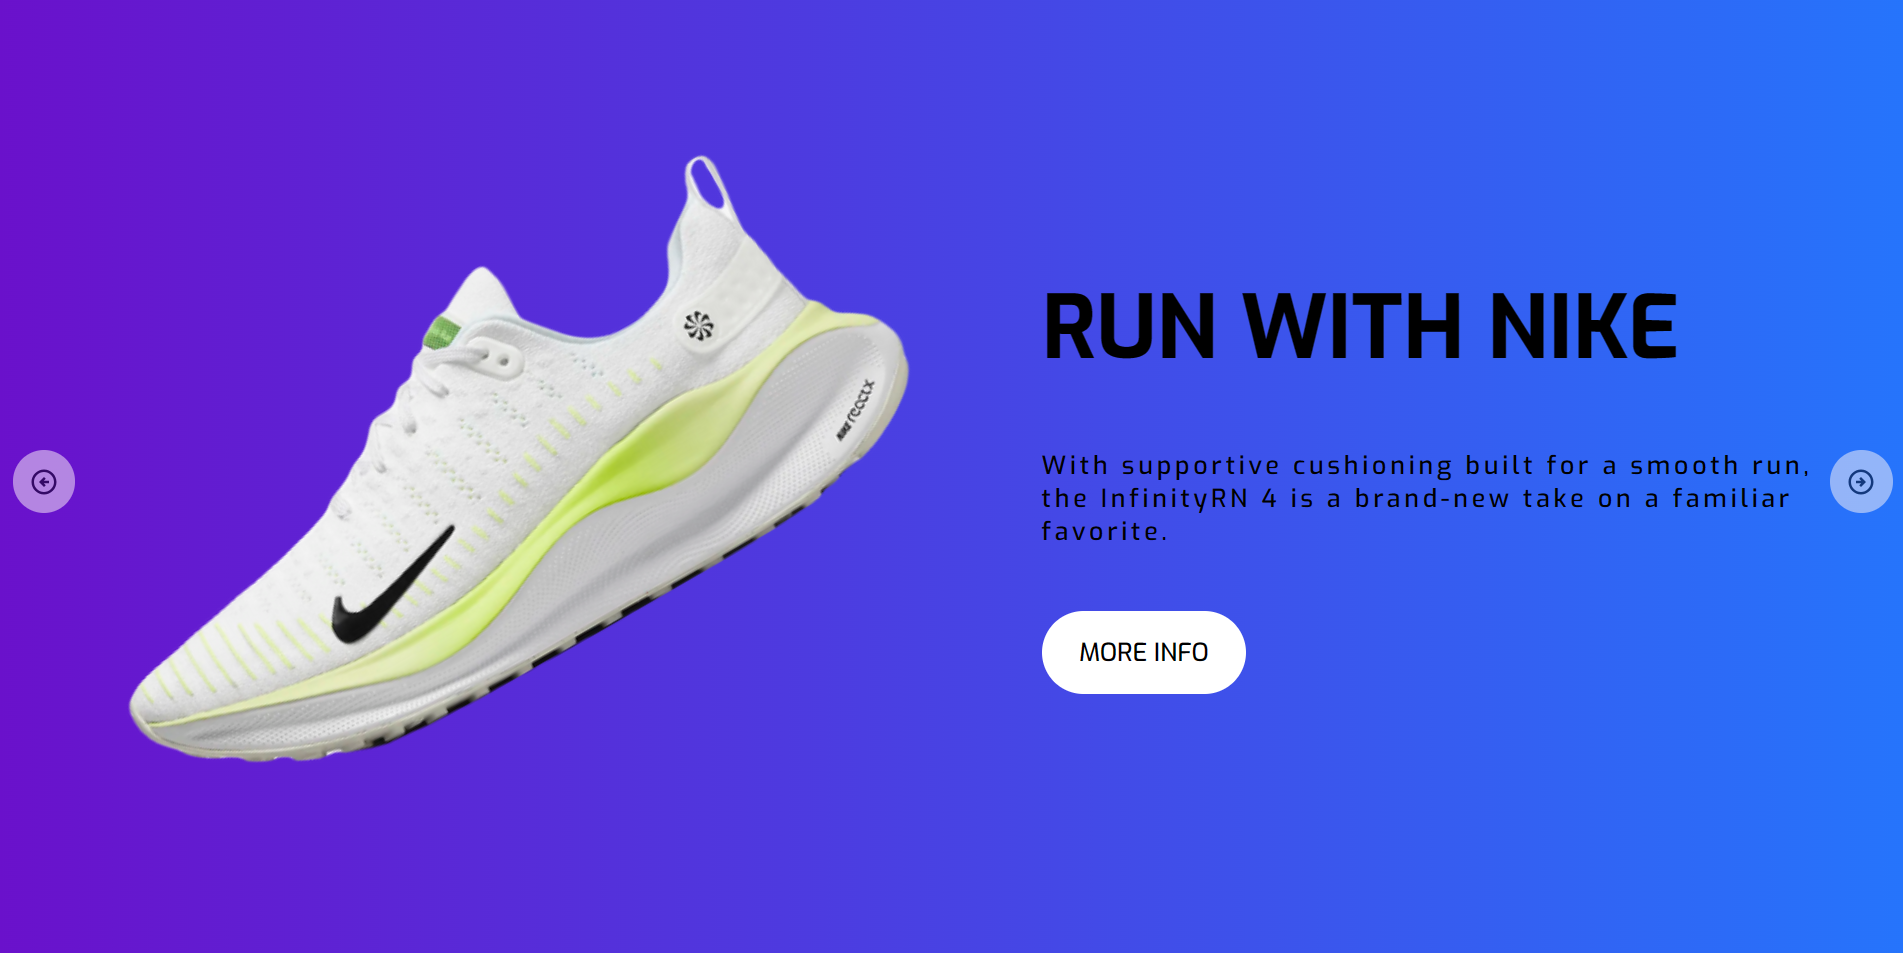 NIKE reactX
RUN WITH NIKE
With supportive cushioning built for a smooth run,
the InfinityRN 4 is a brand-new take on a familiar
favorite.
MORE INFO